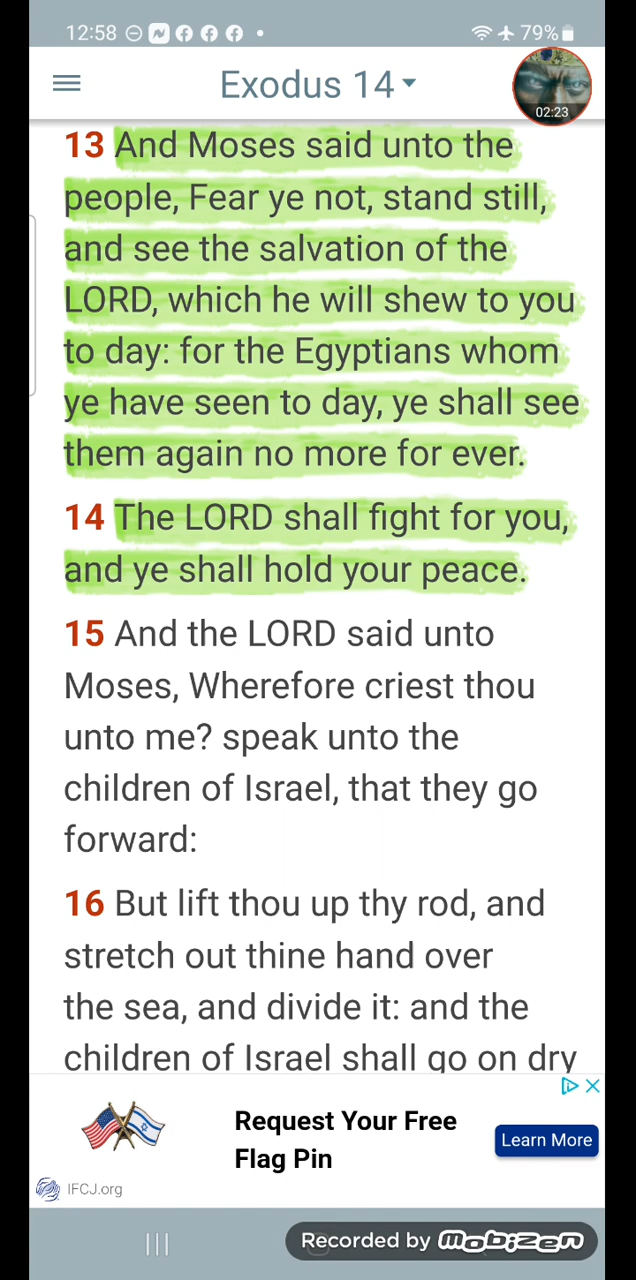 12:58 79%
Exodus 14
02:23
13 And Moses said unto the
people, Fear ye not, stand still,
and see the salvation of the
LORD, which he will shew to you
to day: for the Egyptians whom
ye have seen to day, ye shall see
them again no more for ever.
14 The LORD shall fight for you,
and ye shall hold your peace.
15 And the LORD said unto
Moses, Wherefore criest thou
unto me? speak unto the
children of Israel, that they go
forward:
16 But lift thou up thy rod, and
stretch out thine hand over
the sea, and divide it: and the
children of Israel shall go on dry
Request Your Free
Flag Pin
Learn More
IFCJ.org
Recorded by mobizen